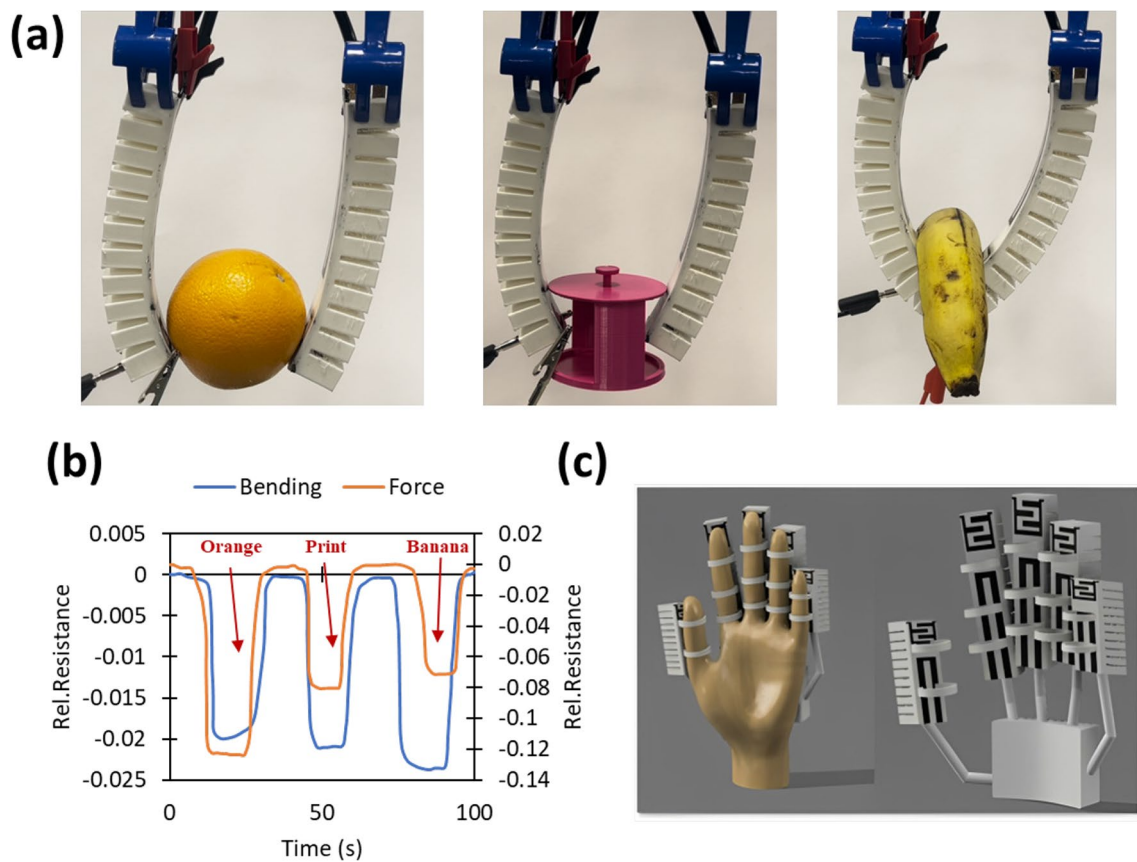 (a)
(b)
(c)
Bending Force
0.005
0
-0.005
-0.01
-0.015
-0.02
-0.025
Rel.Resistance
Orange
Print
Banana
0.02
0
-0.02
-0.04
-0.06
-0.08
-0.1
-0.12
-0.14
Rel.Resistance
0
50
100
Time (s)